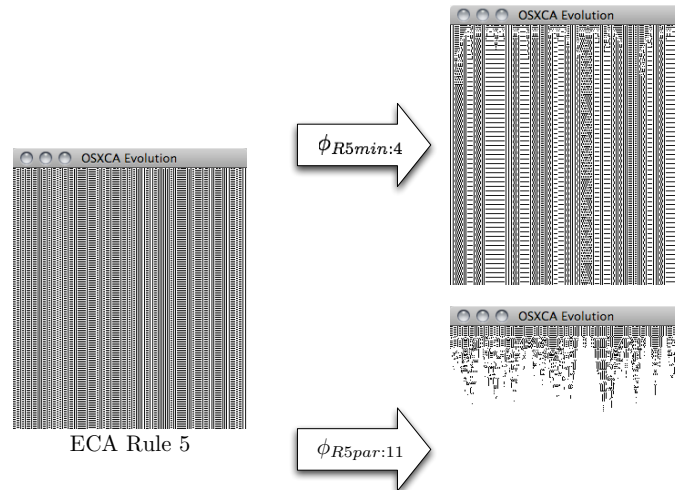 OSXCA Evolution
ϕR5min:4
OSXCA Evolution
OSXCA Evolution
ECA Rule 5
ϕR5par:11